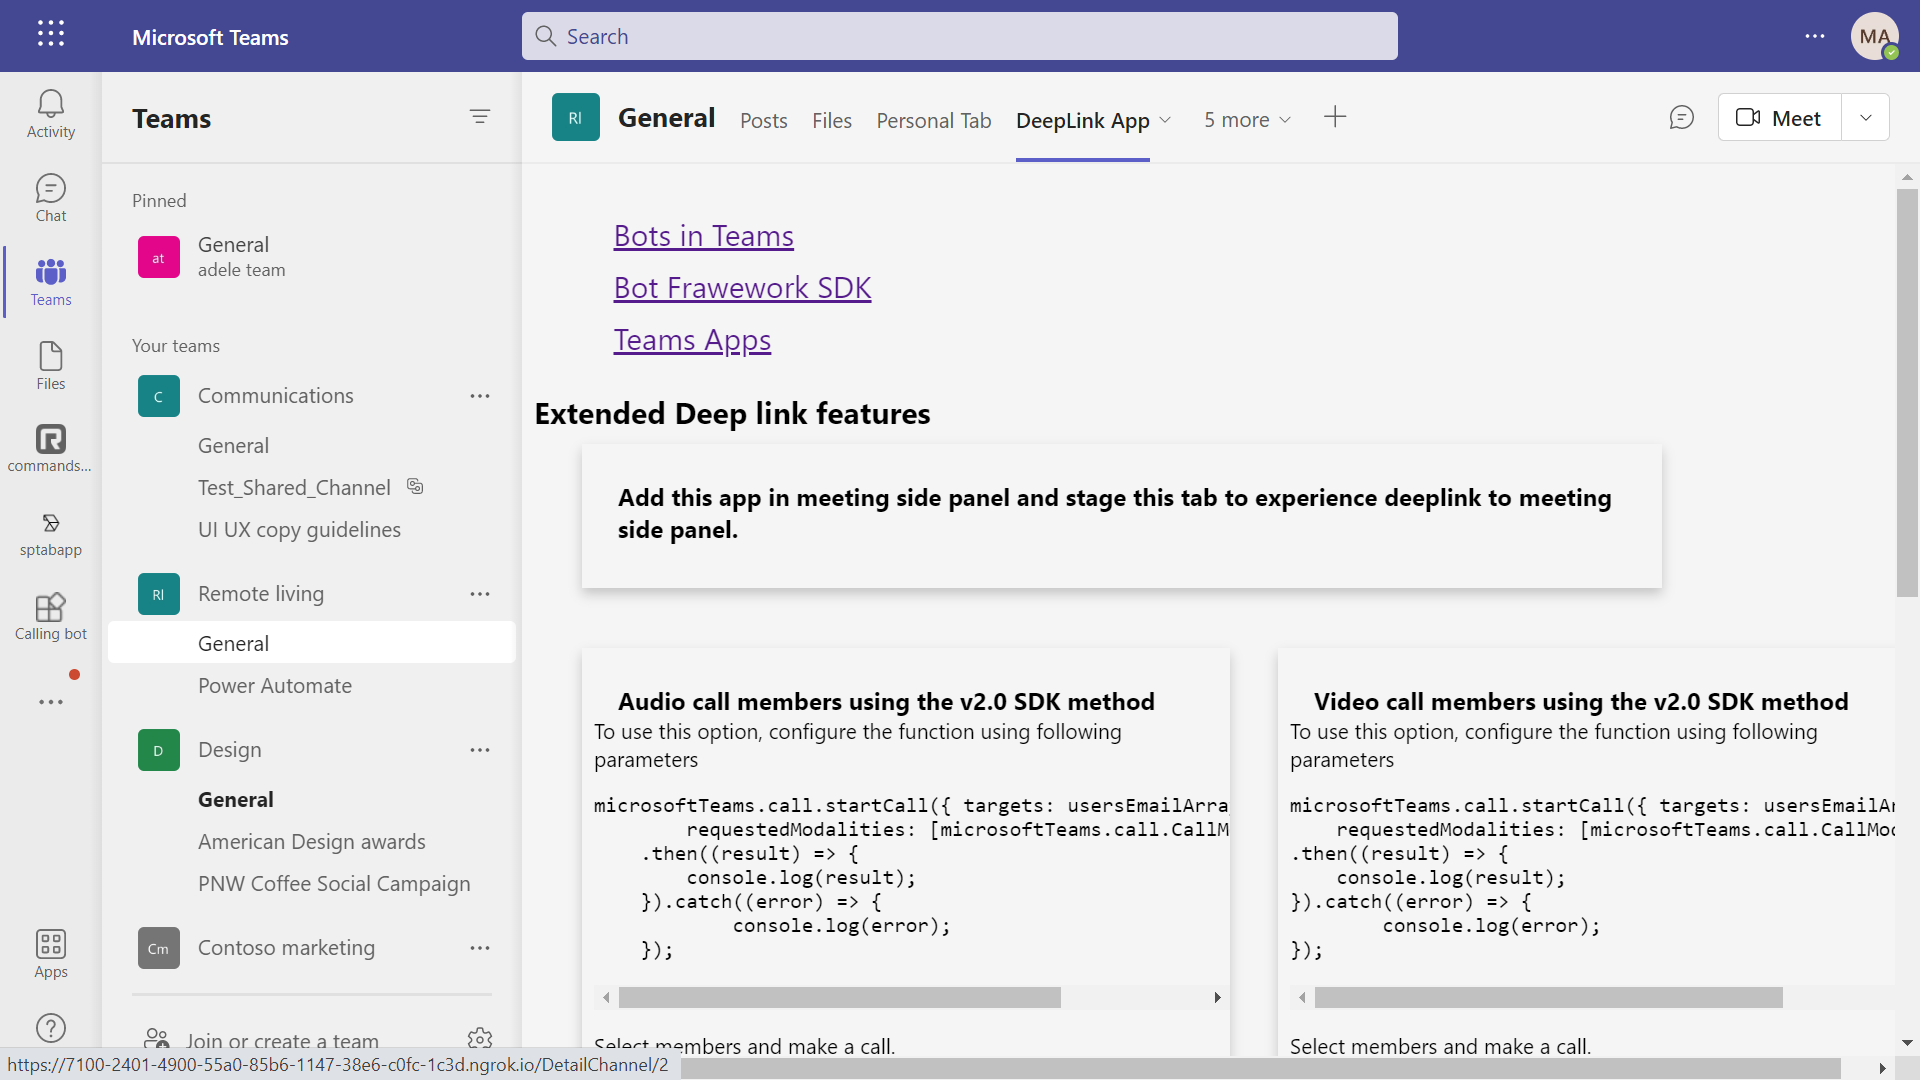 Microsoft Teams
Search
MA
Activity
Chat
Teams
Files
commands...
sptabapp
Calling bot
Apps
Teams
Pinned
at
General
adele team
Your teams
C
Communications
General
Test_Shared_Channel
UI UX copy guidelines
Rl
Remote living
General
Power Automate
D
Design
General
American Design awards
PNW Coffee Social Campaign
Cm
Contoso marketing
Join or create a team
https://7100-2401-4900-55a0-85b6-1147-38e6-c0fc-1c3d.ngrok.io/DetailChannel/2
Rl
General
Posts
Files
Personal Tab
DeepLink App
5 more
Meet
Bots in Teams
Bot Frawework SDK
Teams Apps
Extended Deep link features
Add this app in meeting side panel and stage this tab to experience deeplink to meeting
side panel.
Audio call members using the v2.0 SDK method
To use this option, configure the function using following
parameters
microsoftTeams.call.startCall({ targets: usersEmailArra
requestedModalities: [microsoftTeams.call.CallM
.then((result) => {
console.log(result);
}).catch((error) => {
console.log(error);
});
Select members and make a call.
Video call members using the v2.0 SDK method
To use this option, configure the function using following
parameters
microsoftTeams.call.startCall({ targets: usersEmailAr
requestedModalities: [microsoftTeams.call.CallMod
.then((result) => {
console.log(result);
}).catch((error) => {
console.log(error);
});
Select members and make a call.